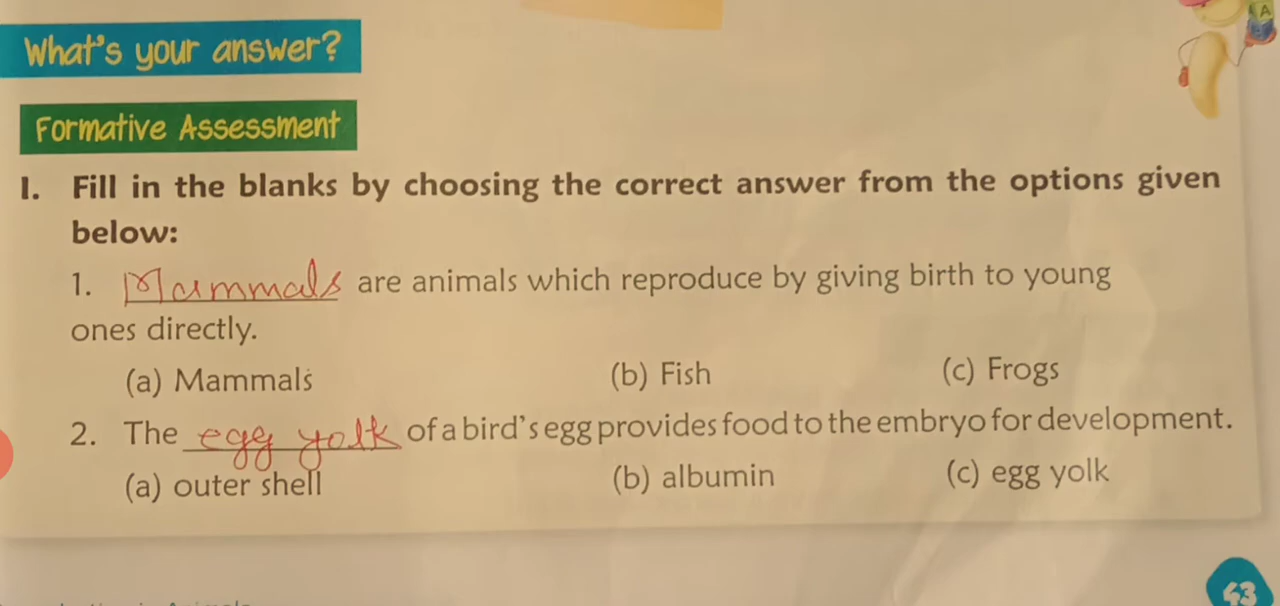 What's your answer?
Formative Assessment
I. Fill in the blanks by choosing the correct answer from the options given
below:
1. Mammals are animals which reproduce by giving birth to young
ones directly.
(a) Mammals (b) Fish (c) Frogs
2. The egg yolk of a bird's egg provides food to the embryo for development.
(a) outer shell (b) albumin (c) egg yolk
43